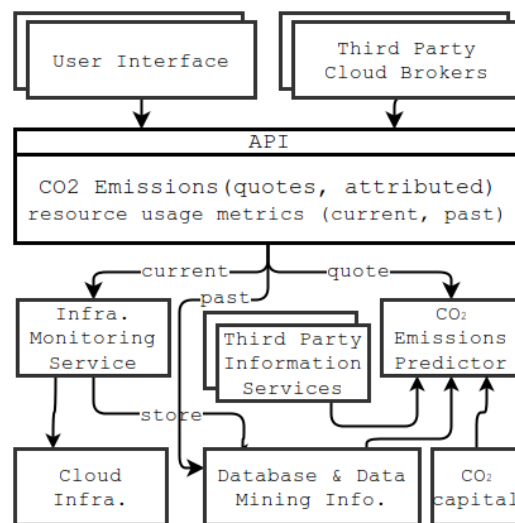 User Interface
Third Party
Cloud Brokers
API
CO2 Emissions(quotes, attributed)
resource usage metrics (current, past)
current
quote
past
Infra.
Monitoring
Service
Third Party
Information
Services
CO₂
Emissions
Predictor
store
Cloud
Infra.
Database & Data
Mining Info.
CO₂
capital